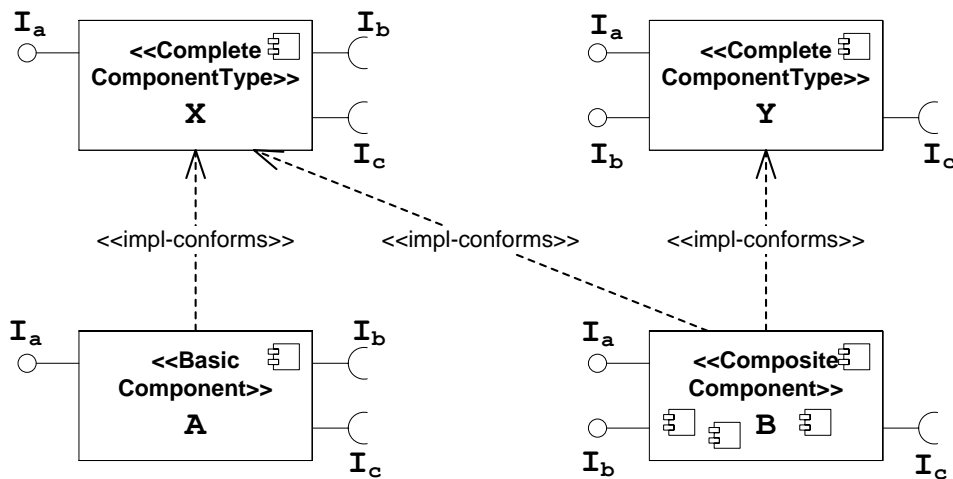 Ia
<<Complete
ComponentType>>
X
Ib
Ic
Ia
Ib
<<Complete
ComponentType>>
Y
Ic
<<impl-conforms>>
<<impl-conforms>>
<<impl-conforms>>
Ia
<<Basic
Component>>
A
Ib
Ic
Ia
Ib
<<Composite
Component>>
B
Ic